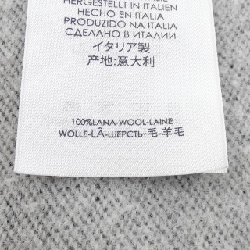 HERGESTELLT IN ITALIEN
HECHO EN ITALIA
PRODUZIDO NA ITALIA
СДЕЛАНО В ИТАЛИИ
イタリア製
产地:意大利
100%LANA-WOOL-LAINE
WOLLE-LÃ-ШЕРСТЬ-毛-羊毛